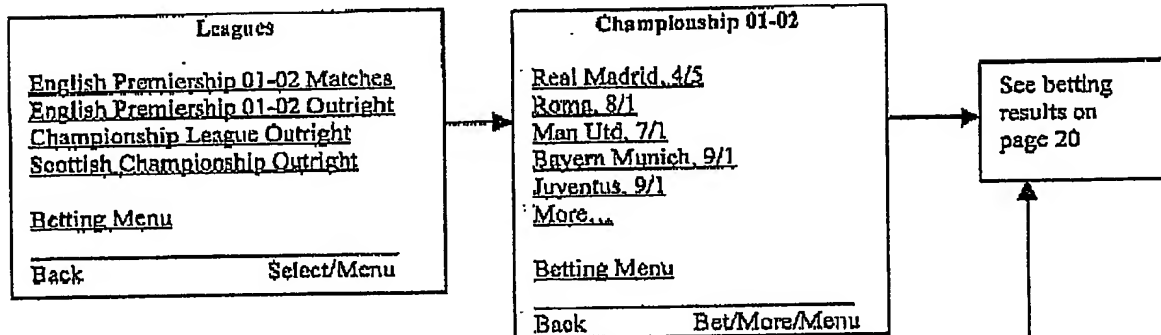 Leagues
English Premiership 01-02 Matches
English Premiership 01-02 Outright
Championship League Outright
Scottish Championship Outright
Betting Menu
Back Select/Menu
Championship 01-02
Real Madrid, 4/5
Roma, 8/1
Man Utd, 7/1
Bayern Munich, 9/1
Juventus, 9/1
More...
Betting Menu
Back Bet/More/Menu
See betting
results on
page 20